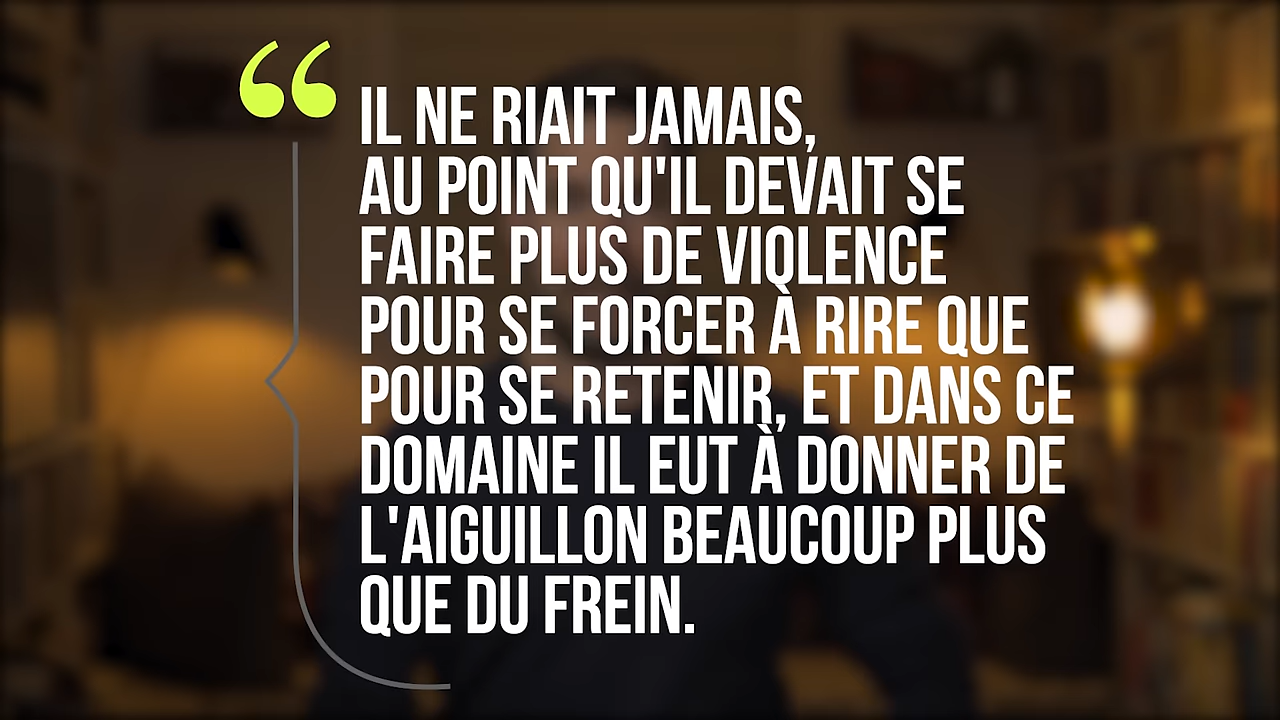 “
IL NE RIAIT JAMAIS,
AU POINT QU'IL DEVAIT SE
FAIRE PLUS DE VIOLENCE
POUR SE FORCER À RIRE QUE
POUR SE RETENIR, ET DANS CE
DOMAINE IL EUT À DONNER DE
L'AIGUILLON BEAUCOUP PLUS
QUE DU FREIN.